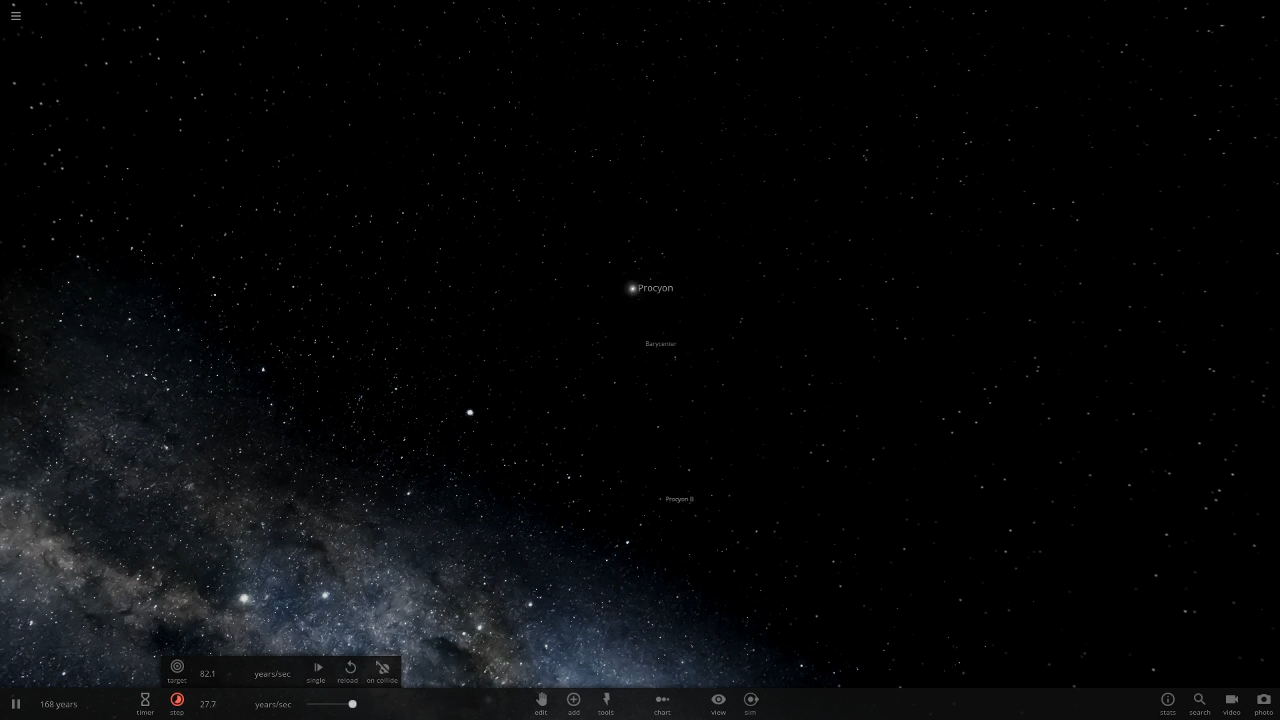 Procyon
Barycenter
Procyon B
target 82.1 years/sec single reload on collide
168 years timer step 27.7 years/sec edit add tools chart view sim stats search video photo